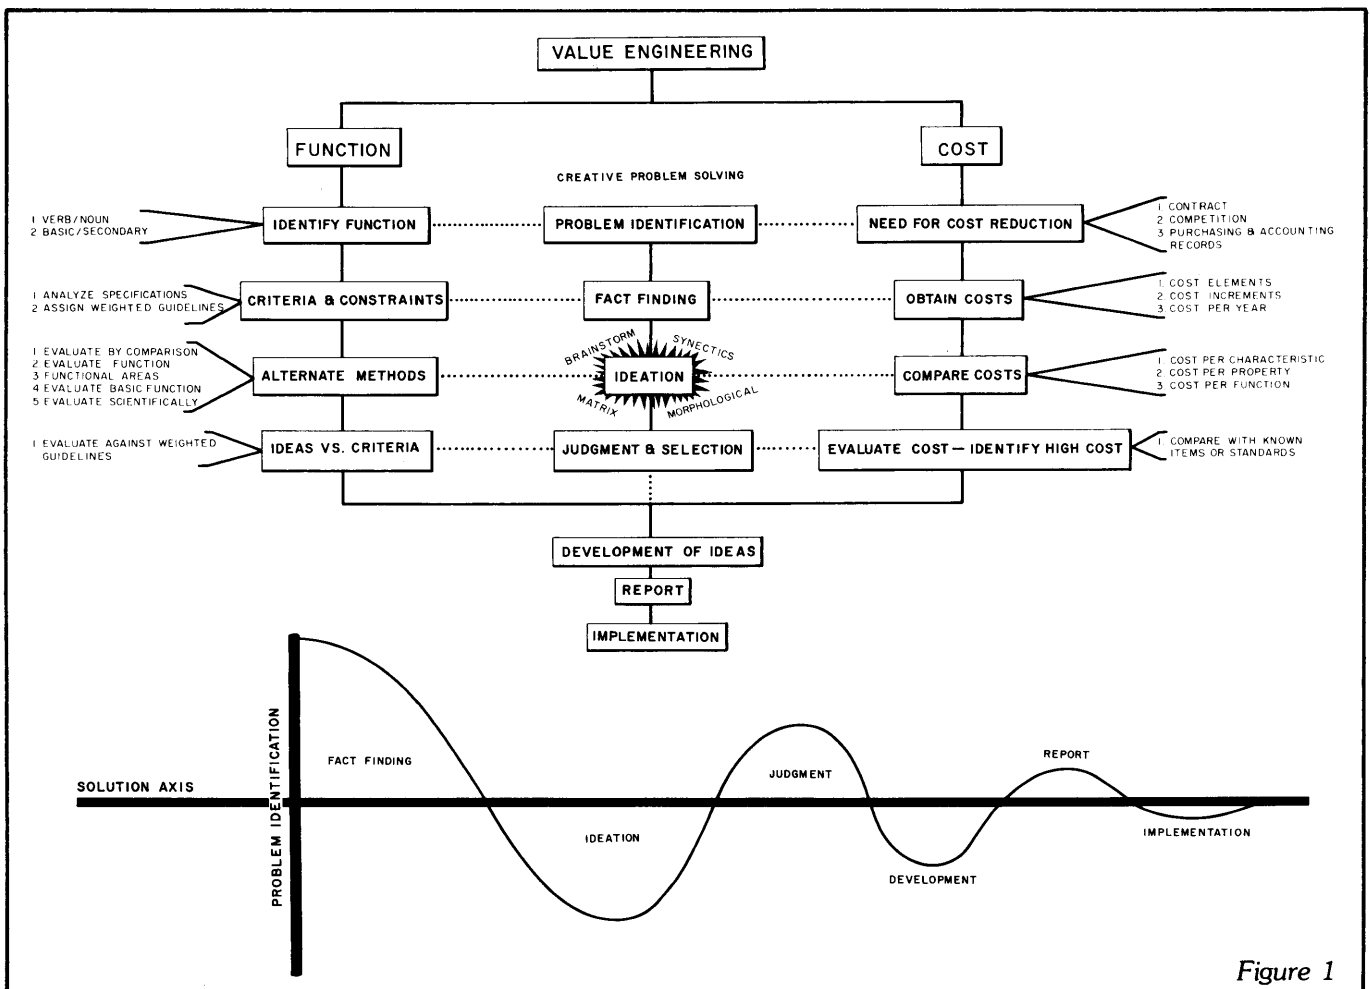 VALUE ENGINEERING
FUNCTION
COST
CREATIVE PROBLEM SOLVING
1 VERB/NOUN
2 BASIC/SECONDARY
IDENTIFY FUNCTION
PROBLEM IDENTIFICATION
NEED FOR COST REDUCTION
1. CONTRACT
2. COMPETITION
3 PURCHASING & ACCOUNTING
RECORDS
1 ANALYZE SPECIFICATIONS
2 ASSIGN WEIGHTED GUIDELINES
CRITERIA & CONSTRAINTS
FACT FINDING
OBTAIN COSTS
1. COST ELEMENTS
2. COST INCREMENTS
3. COST PER YEAR
1 EVALUATE BY COMPARISON
2 EVALUATE FUNCTION
3 FUNCTIONAL AREAS
4 EVALUATE BASIC FUNCTION
5 EVALUATE SCIENTIFICALLY
ALTERNATE METHODS
BRAINSTORM
SYNECTICS
IDEATION
MATRIX
MORPHOLOGICAL
COMPARE COSTS
1. COST PER CHARACTERISTIC
2. COST PER PROPERTY
3 COST PER FUNCTION
1 EVALUATE AGAINST WEIGHTED
GUIDELINES
IDEAS VS. CRITERIA
JUDGMENT & SELECTION
EVALUATE COST — IDENTIFY HIGH COST
1. COMPARE WITH KNOWN
ITEMS OR STANDARDS
DEVELOPMENT OF IDEAS
REPORT
IMPLEMENTATION
SOLUTION AXIS
PROBLEM IDENTIFICATION
FACT FINDING
IDEATION
JUDGMENT
DEVELOPMENT
REPORT
IMPLEMENTATION
Figure 1